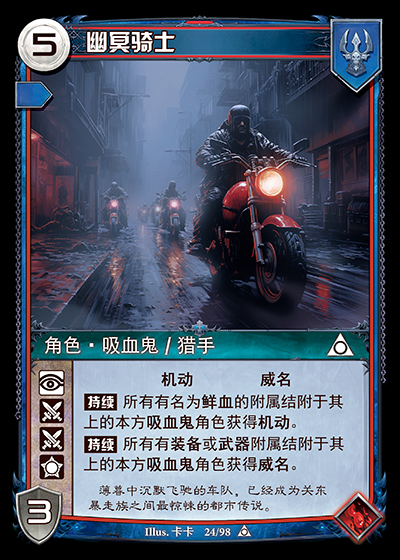 5
幽冥骑士
角色·吸血鬼 / 猎手
机动 威名
持续 所有有名为鲜血的附属结附于其
上的本方吸血鬼角色获得机动。
持续 所有有装备或武器附属结附于其
上的本方吸血鬼角色获得威名。
薄暮中沉默飞驰的车队，已经成为关东
暴走族之间最惊悚的都市传说。
3
Illus. 卡卡 24/98